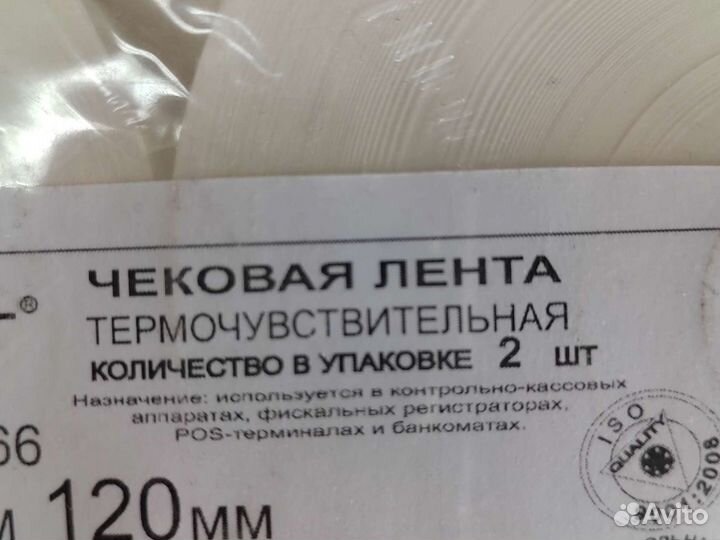 ЧЕКОВАЯ ЛЕНТА
®
ТЕРМОЧУВСТВИТЕЛЬНАЯ
КОЛИЧЕСТВО В УПАКОВКЕ 2 ШТ
Назначение: используется в контрольно-кассовых
аппаратах, фискальных регистраторах,
POS-терминалах и банкоматах.
66
120мм
ISO
QUALITY
9001:2008
Avito